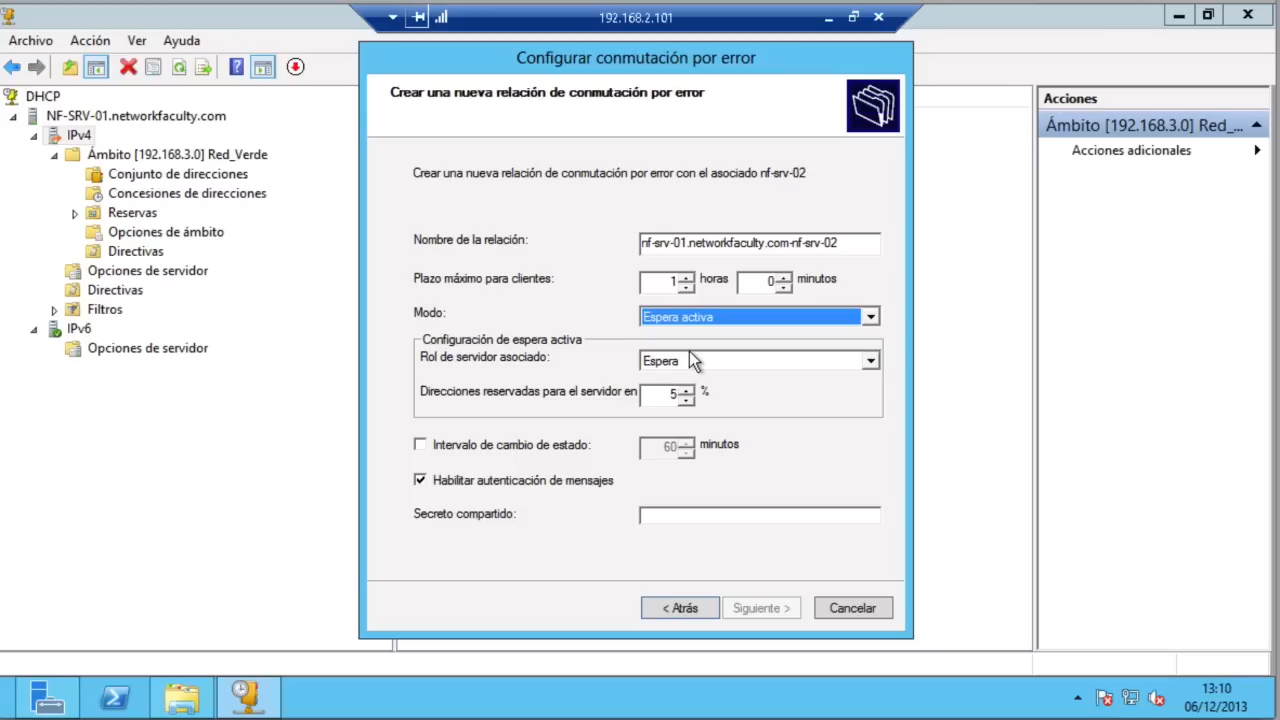 192.168.2.101
Archivo Acción Ver Ayuda
DHCP
NF-SRV-01.networkfaculty.com
IPv4
Ámbito [192.168.3.0] Red_Verde
Conjunto de direcciones
Concesiones de direcciones
Reservas
Opciones de ámbito
Directivas
Opciones de servidor
Directivas
Filtros
IPv6
Opciones de servidor
Configurar conmutación por error
Crear una nueva relación de conmutación por error
Crear una nueva relación de conmutación por error con el asociado nf-srv-02
Nombre de la relación: nf-srv-01.networkfaculty.com-nf-srv-02
Plazo máximo para clientes: 1 horas 0 minutos
Modo: Espera activa
Configuración de espera activa
Rol de servidor asociado: Espera
Direcciones reservadas para el servidor en 5 %
Intervalo de cambio de estado: 60 minutos
Habilitar autenticación de mensajes
Secreto compartido:
< Atrás Siguiente > Cancelar
Acciones
Ámbito [192.168.3.0] Red_...
Acciones adicionales
13:10
06/12/2013